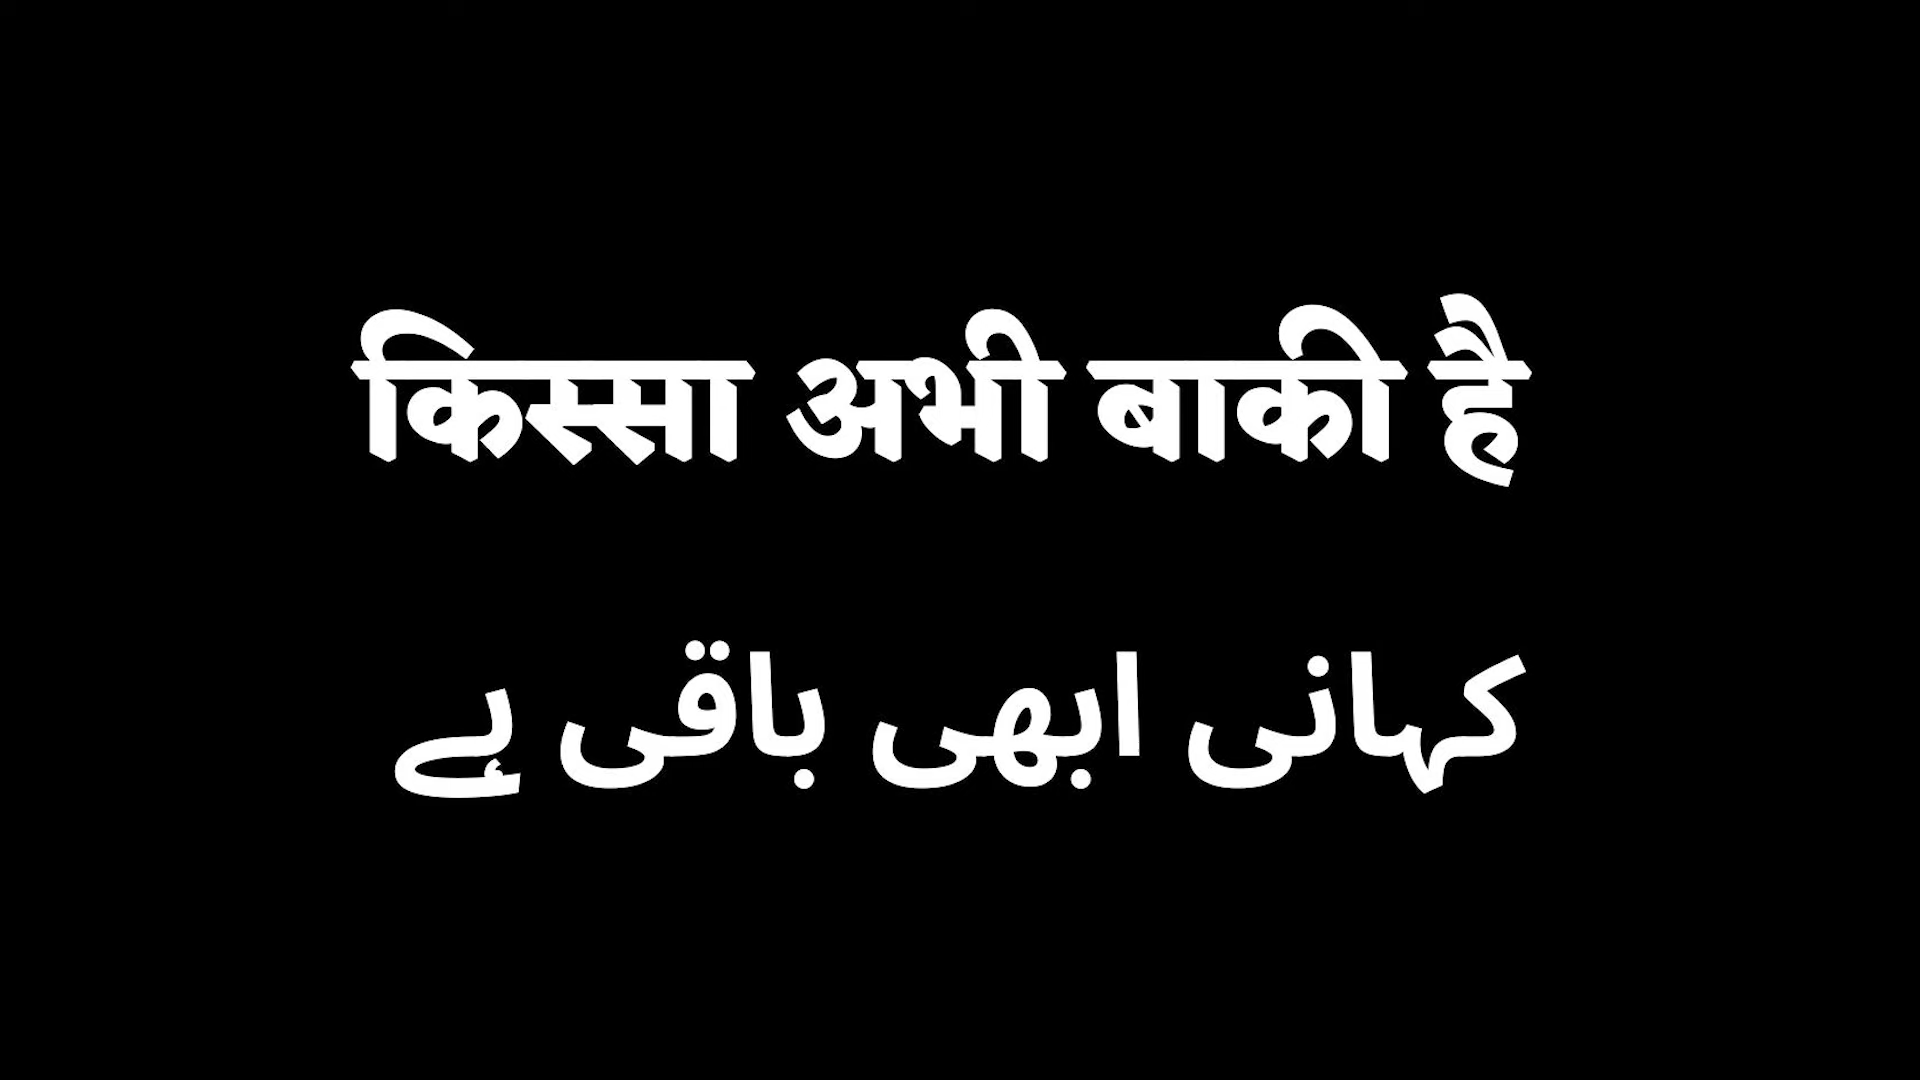 किस्सा अभी बाकी है
کہانی ابھی باقی ہے